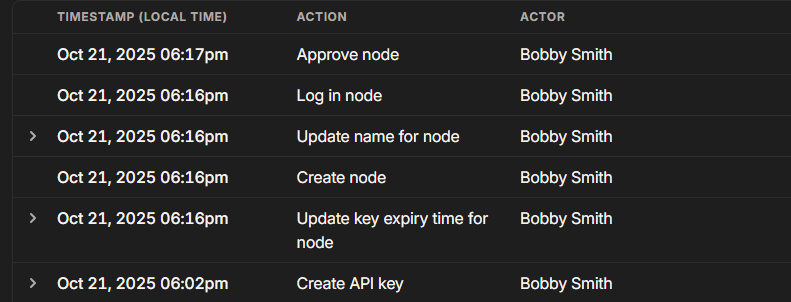 TIMESTAMP (LOCAL TIME) ACTION ACTOR
Oct 21, 2025 06:17pm Approve node Bobby Smith
Oct 21, 2025 06:16pm Log in node Bobby Smith
Oct 21, 2025 06:16pm Update name for node Bobby Smith
Oct 21, 2025 06:16pm Create node Bobby Smith
Oct 21, 2025 06:16pm Update key expiry time for Bobby Smith
node
Oct 21, 2025 06:02pm Create API key Bobby Smith